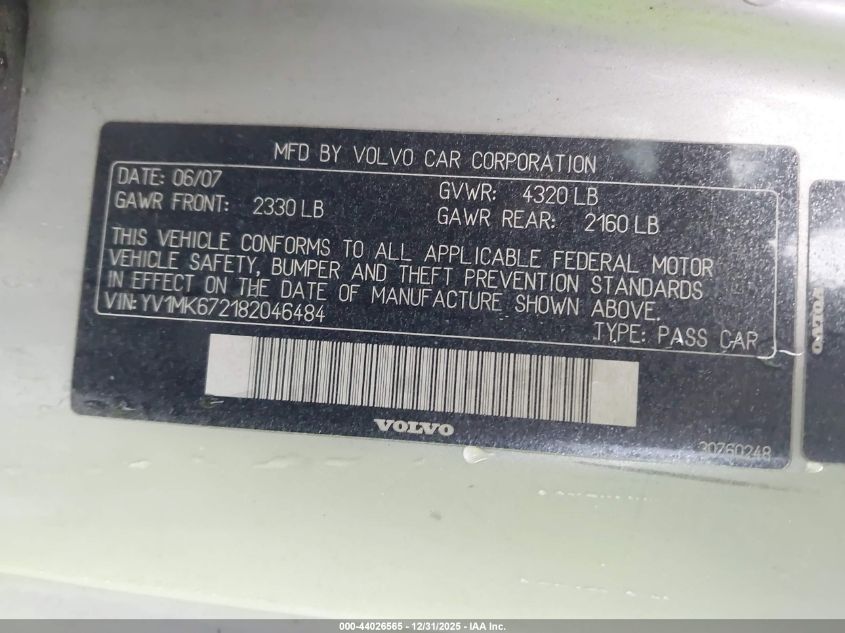 MFD BY VOLVO CAR CORPORATION
DATE: 06/07 GVWR: 4320 LB
GAWR FRONT: 2330 LB GAWR REAR: 2160 LB
THIS VEHICLE CONFORMS TO ALL APPLICABLE FEDERAL MOTOR
VEHICLE SAFETY, BUMPER AND THEFT PREVENTION STANDARDS
IN EFFECT ON THE DATE OF MANUFACTURE SHOWN ABOVE.
VIN: YV1MK672182046484
TYPE: PASS CAR
VOLVO
30760248
VOLVO
000-44026565 - 12/31/2025 - IAA Inc.